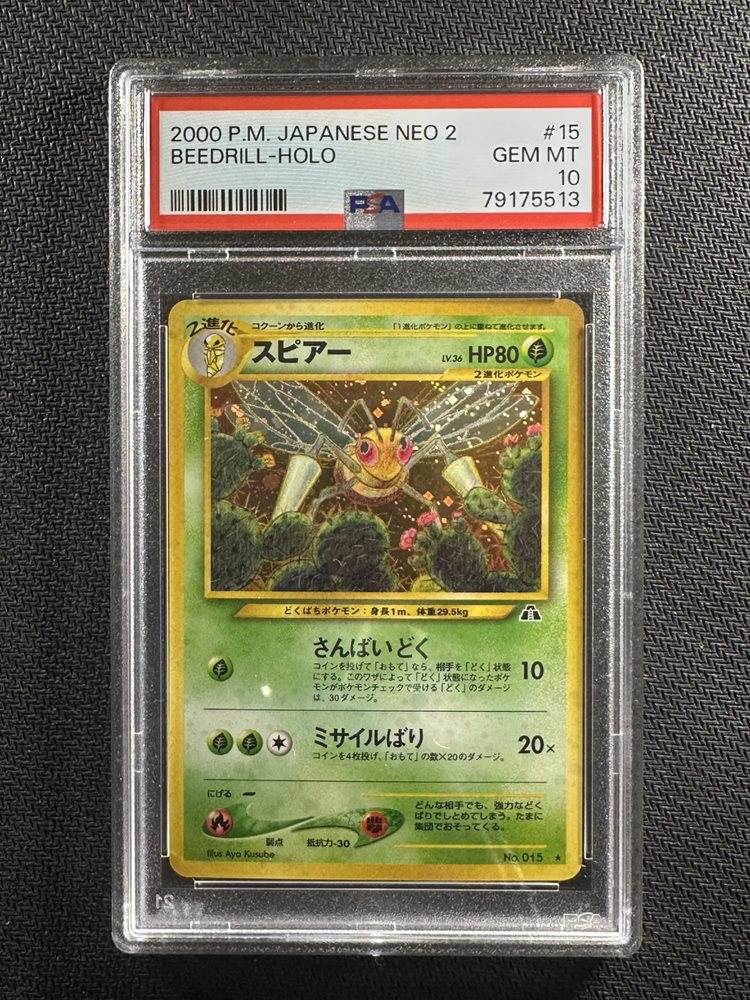 2000 P.M. JAPANESE NEO 2 #15
BEEDRILL-HOLO GEM MT
10
PSA 79175513
2進化 コクーンから進化 「1進化ポケモン」の上に重ねて進化させます。
スピアー LV.36 HP80
2進化ポケモン
どくばちポケモン：身長1m、体重29.5kg
さんばいどく
コインを投げて「おもて」なら、相手を「どく」状態
にする。このワザによって「どく」状態になったポケ
モンがポケモンチェックで受ける「どく」のダメージ
は、30ダメージ。
10
ミサイルばり
コインを4枚投げ、「おもて」の数×20のダメージ。
20×
にげる
弱点 抵抗力-30
どんな相手でも、強力などく
ばりでしとめてしまう。たまに
集団でおそってくる。
Illus Aya Kusube No. 015 ★